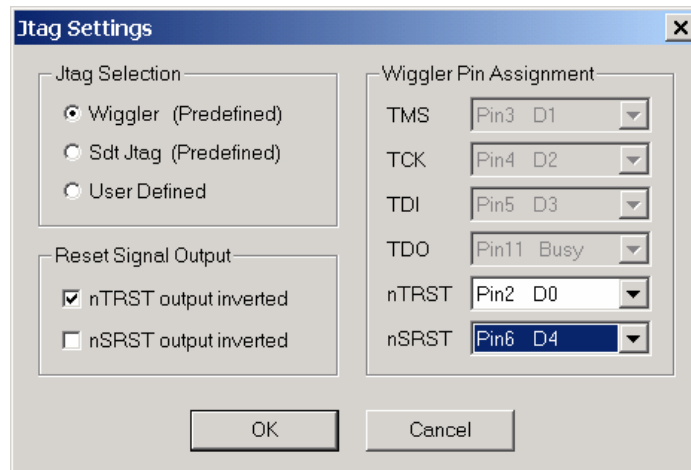 Jtag Settings
Jtag Selection
Wiggler (Predefined)
Sdt Jtag (Predefined)
User Defined
Reset Signal Output
nTRST output inverted
nSRST output inverted
Wiggler Pin Assignment
TMS Pin3 D1
TCK Pin4 D2
TDI Pin5 D3
TDO Pin11 Busy
nTRST Pin2 D0
nSRST Pin6 D4
OK Cancel